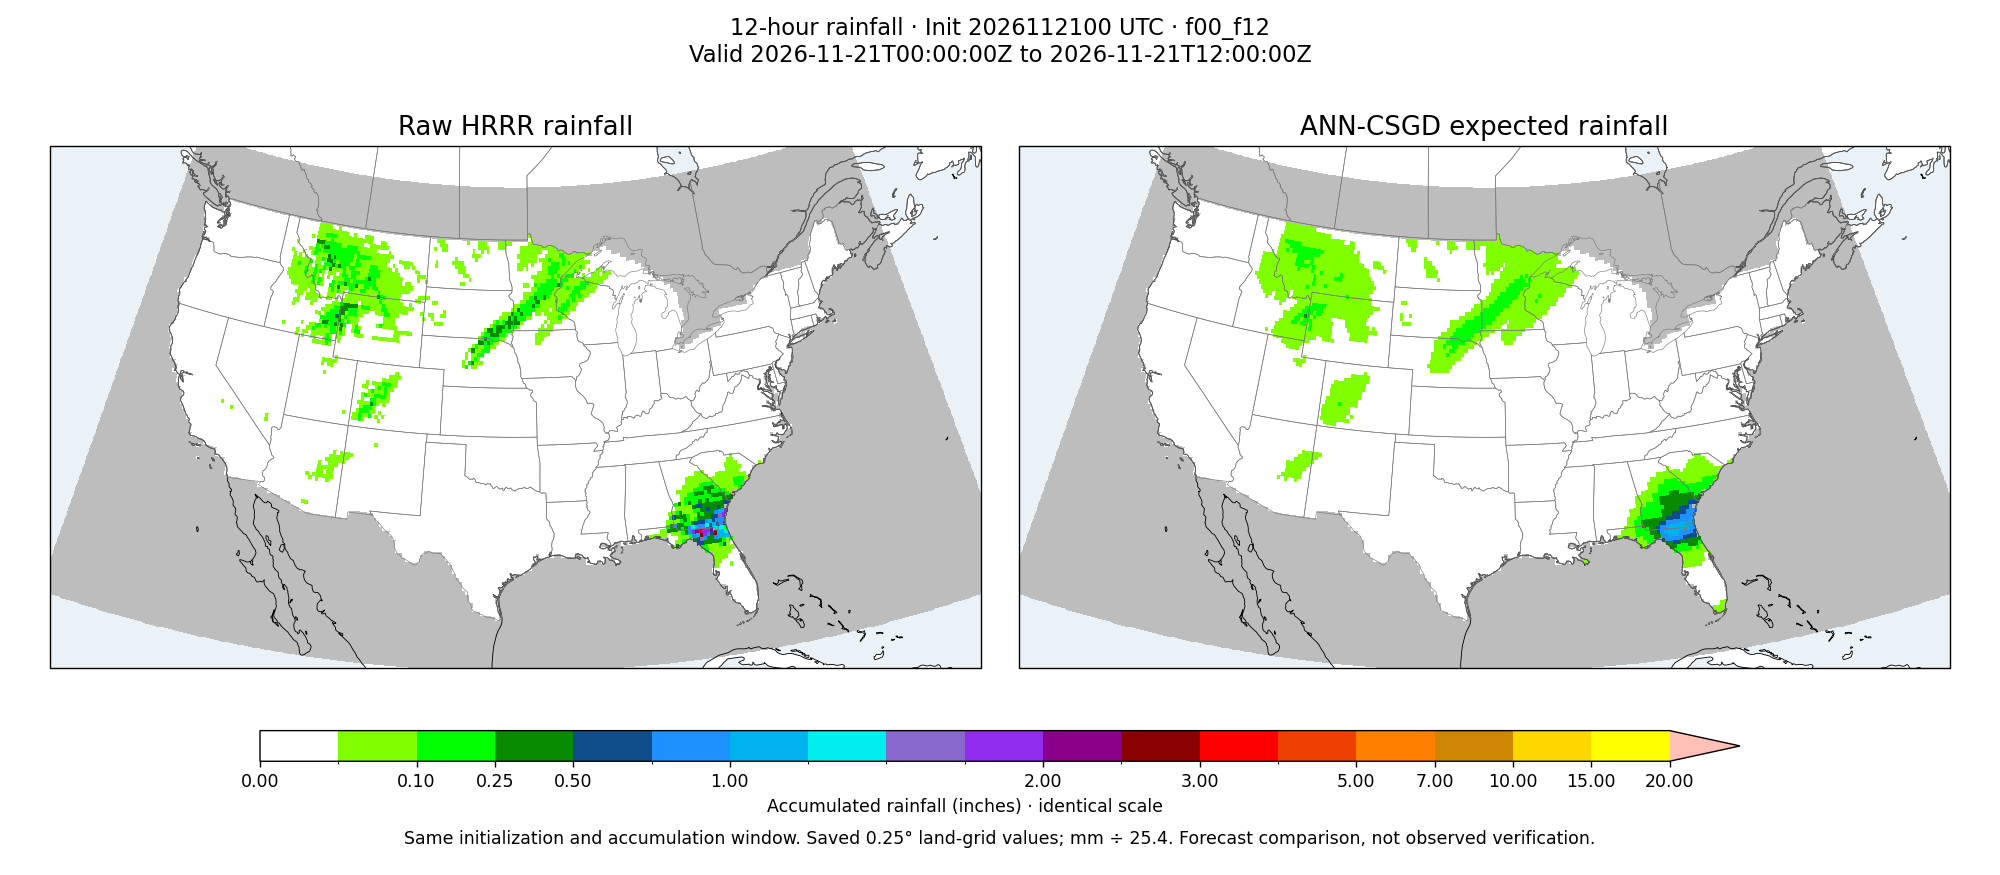 12-hour rainfall · Init 2026112100 UTC · f00_f12
Valid 2026-11-21T00:00:00Z to 2026-11-21T12:00:00Z
Raw HRRR rainfall
ANN-CSGD expected rainfall
0.00 0.10 0.25 0.50 1.00 2.00 3.00 5.00 7.00 10.00 15.00 20.00
Accumulated rainfall (inches) · identical scale
Same initialization and accumulation window. Saved 0.25° land-grid values; mm ÷ 25.4. Forecast comparison, not observed verification.